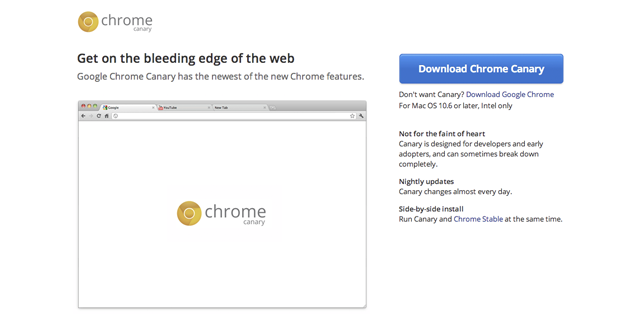 chrome
canary
Get on the bleeding edge of the web
Google Chrome Canary has the newest of the new Chrome features.
Google
YouTube
New Tab
chrome
canary
Download Chrome Canary
Don't want Canary? Download Google Chrome
For Mac OS 10.6 or later, Intel only
Not for the faint of heart
Canary is designed for developers and early
adopters, and can sometimes break down
completely.
Nightly updates
Canary changes almost every day.
Side-by-side install
Run Canary and Chrome Stable at the same time.